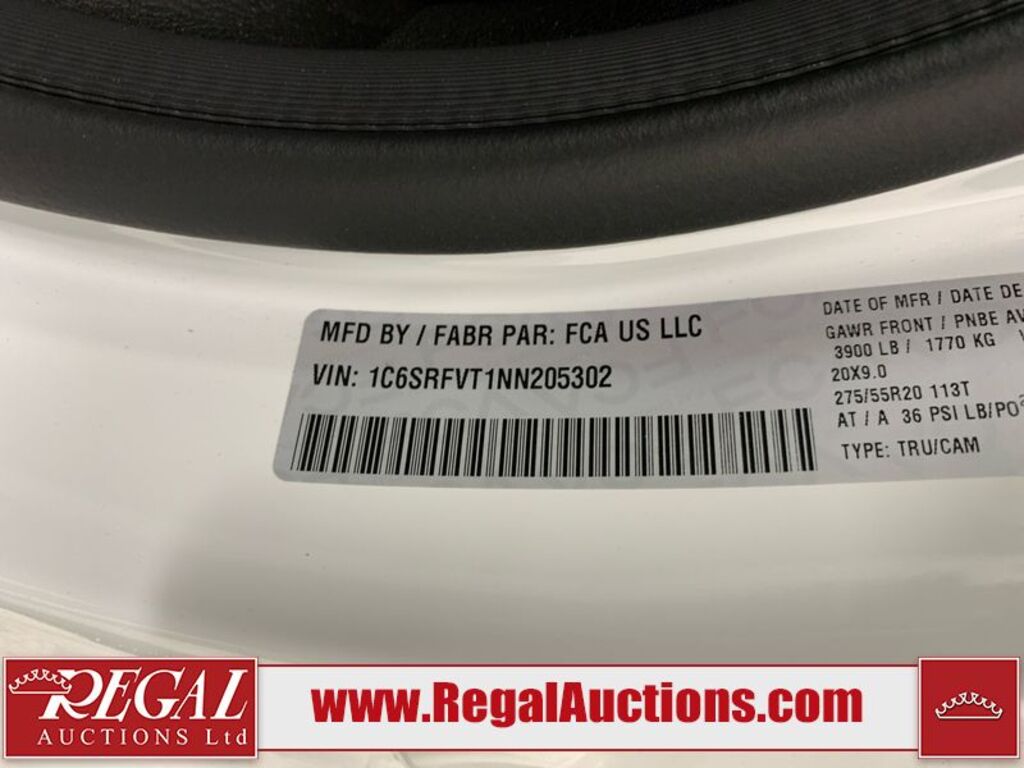 MFD BY / FABR PAR: FCA US LLC
VIN: 1C6SRFVT1NN205302
DATE OF MFR / DATE DE
GAWR FRONT / PNBE AV
3900 LB / 1770 KG
20X9.0
275/55R20 113T
AT / A 36 PSI LB/PO²
TYPE: TRU/CAM
REGAL
AUCTIONS Ltd
www.RegalAuctions.com